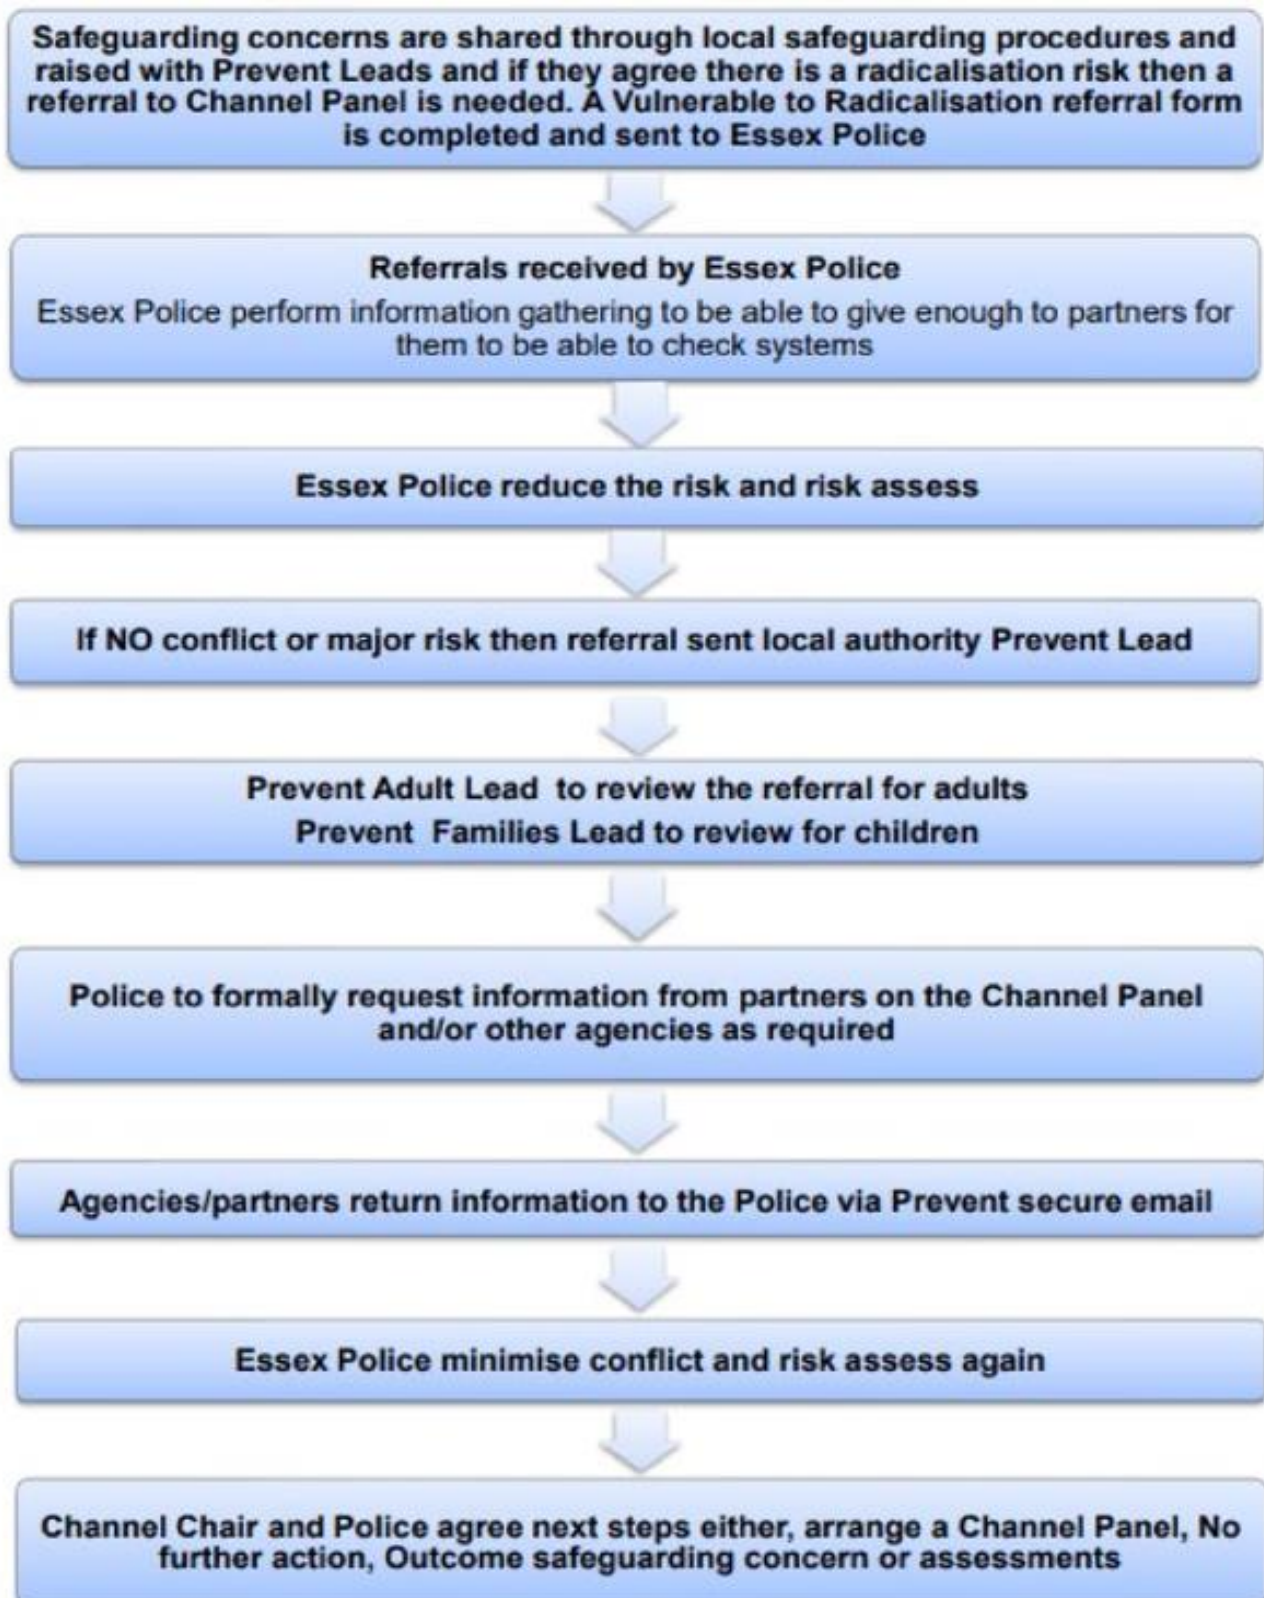 Safeguarding concerns are shared through local safeguarding procedures and
raised with Prevent Leads and if they agree there is a radicalisation risk then a
referral to Channel Panel is needed. A Vulnerable to Radicalisation referral form
is completed and sent to Essex Police
Referrals received by Essex Police
Essex Police perform information gathering to be able to give enough to partners for
them to be able to check systems
Essex Police reduce the risk and risk assess
If NO conflict or major risk then referral sent local authority Prevent Lead
Prevent Adult Lead to review the referral for adults
Prevent Families Lead to review for children
Police to formally request information from partners on the Channel Panel
and/or other agencies as required
Agencies/partners return information to the Police via Prevent secure email
Essex Police minimise conflict and risk assess again
Channel Chair and Police agree next steps either, arrange a Channel Panel, No
further action, Outcome safeguarding concern or assessments